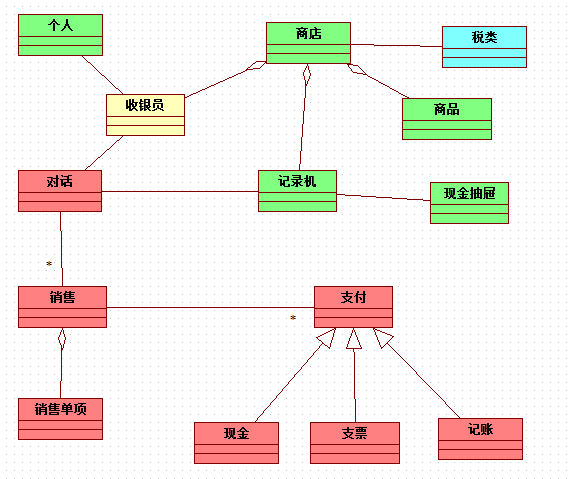 个人
商店
税类
收银员
商品
对话
记录机
现金抽屉
*
销售
支付
*
销售单项
现金
支票
记账